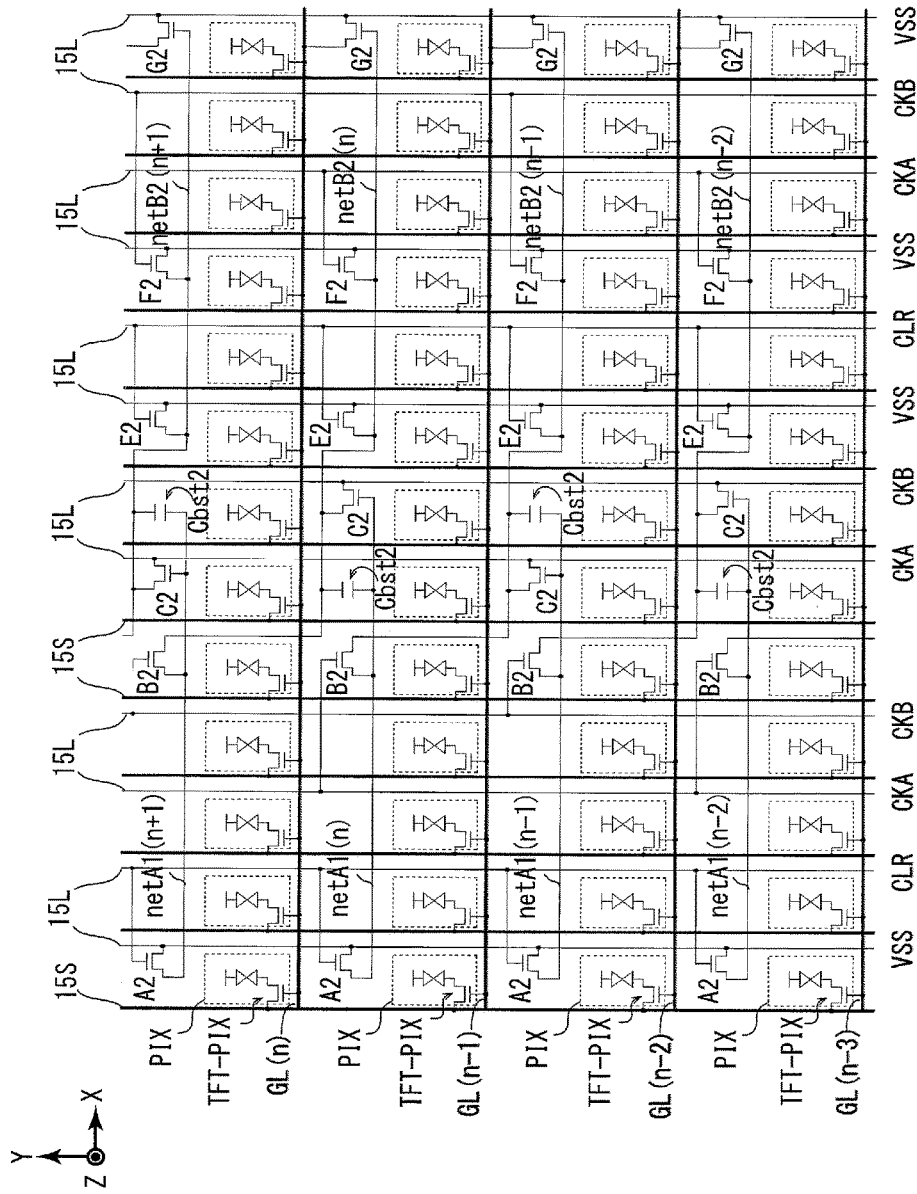 Y
X
Z
15S 15L 15L 15S 15L 15L 15L 15L
A2 B2 C2 E2 F2 G2
netA1(n+1) Cbst2 netB2(n+1)
PIX
TFT-PIX
GL(n)
A2 B2 C2 E2 F2 G2
netA1(n) Cbst2 netB2(n)
PIX
TFT-PIX
GL(n-1)
A2 B2 C2 E2 F2 G2
netA1(n-1) Cbst2 netB2(n-1)
PIX
TFT-PIX
GL(n-2)
A2 B2 C2 E2 F2 G2
netA1(n-2) Cbst2 netB2(n-2)
PIX
TFT-PIX
GL(n-3)
VSS CLR CKA CKB CKA CKB VSS CLR VSS CKA CKB VSS